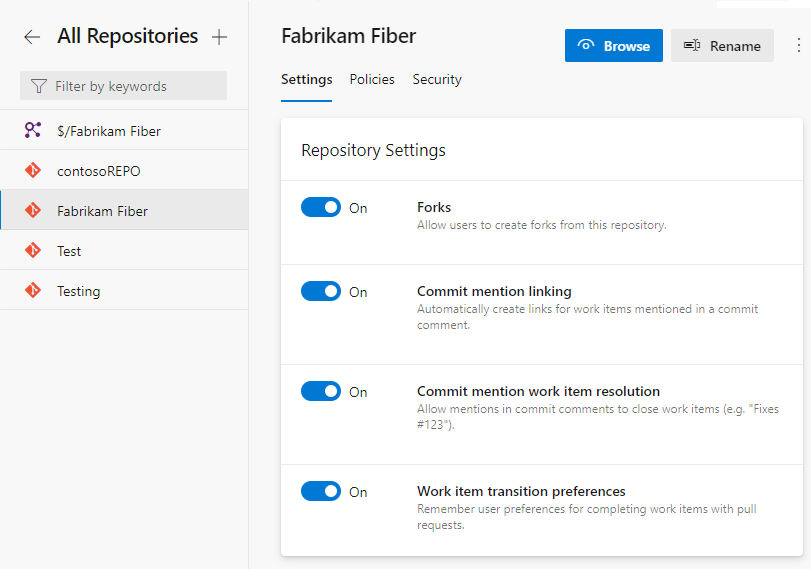 All Repositories
Filter by keywords
$/Fabrikam Fiber
contosoREPO
Fabrikam Fiber
Test
Testing
Fabrikam Fiber
Browse
Rename
Settings Policies Security
Repository Settings
On
Forks
Allow users to create forks from this repository.
On
Commit mention linking
Automatically create links for work items mentioned in a commit
comment.
On
Commit mention work item resolution
Allow mentions in commit comments to close work items (e.g. "Fixes
#123").
On
Work item transition preferences
Remember user preferences for completing work items with pull
requests.